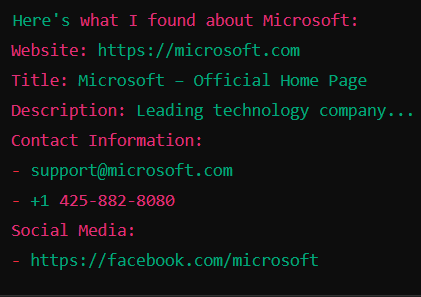 Here's what I found about Microsoft:
Website: https://microsoft.com
Title: Microsoft – Official Home Page
Description: Leading technology company...
Contact Information:
- support@microsoft.com
- +1 425-882-8080
Social Media:
- https://facebook.com/microsoft